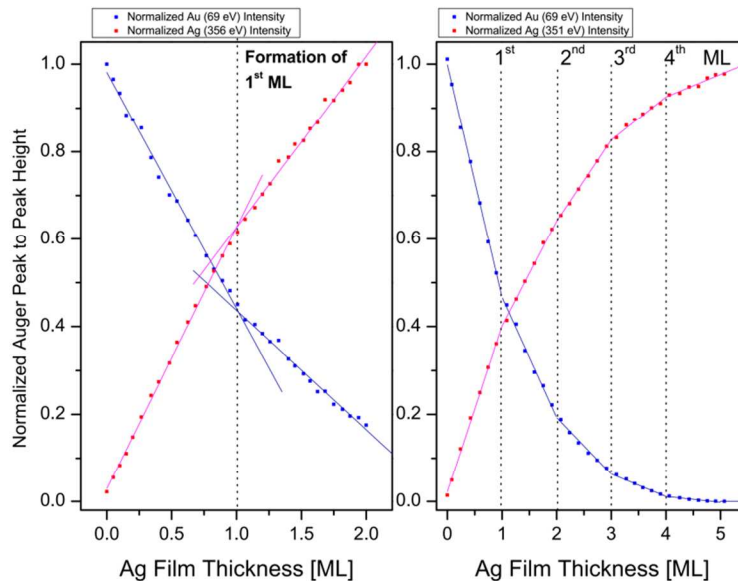 Normalized Au (69 eV) Intensity
Normalized Ag (356 eV) Intensity
Normalized Au (69 eV) Intensity
Normalized Ag (351 eV) Intensity
Formation of
1st ML
1st 2nd 3rd 4th ML
Normalized Auger Peak to Peak Height
1.0
0.8
0.6
0.4
0.2
0.0
1.0
0.8
0.6
0.4
0.2
0.0
0.0 0.5 1.0 1.5 2.0
0 1 2 3 4 5
Ag Film Thickness [ML]
Ag Film Thickness [ML]